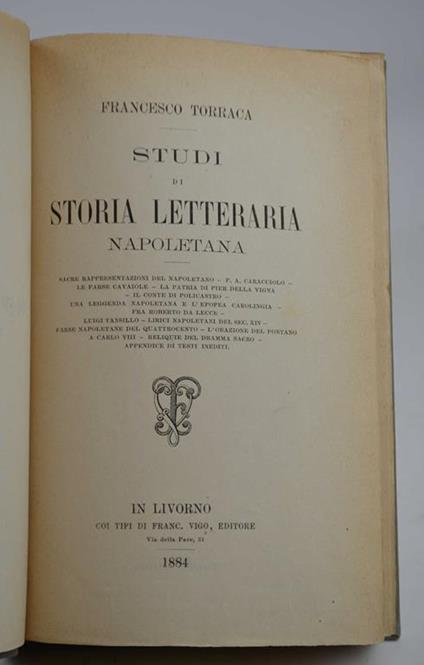 FRANCESCO TORRACA
STUDI
DI
STORIA LETTERARIA
NAPOLETANA
SACRE RAPPRESENTAZIONI DEL NAPOLETANO – P. A. CARACCIOLO –
LE FARSE CAVAIOLE – LA PATRIA DI PIER DELLA VIGNA
– IL CONTE DI POLICASTRO –
UNA LEGGENDA NAPOLETANA E L'EPOPEA CAROLINGIA –
FRA ROBERTO DA LECCE –
LUIGI TANSILLO – LIRICI NAPOLETANI DEL SEC. XIV –
FARSE NAPOLETANE DEL QUATTROCENTO – L'ORAZIONE DEL PONTANO
A CARLO VIII – RELIQUIE DEL DRAMMA SACRO –
APPENDICE DI TESTI INEDITI.
IN LIVORNO
COI TIPI DI FRANC. VIGO, EDITORE
Via della Pace, 31
1884